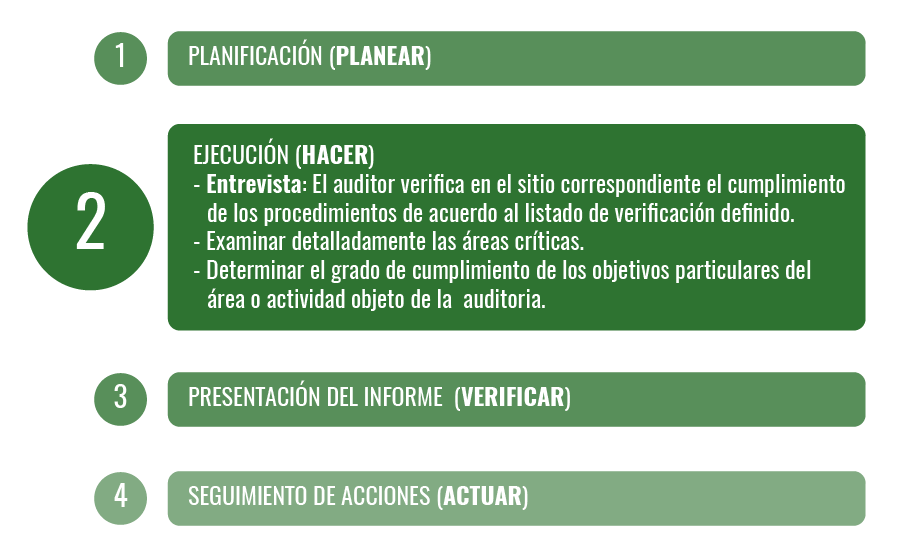 1
PLANIFICACIÓN (PLANEAR)
2
EJECUCIÓN (HACER)
- Entrevista: El auditor verifica en el sitio correspondiente el cumplimiento
de los procedimientos de acuerdo al listado de verificación definido.
- Examinar detalladamente las áreas críticas.
- Determinar el grado de cumplimiento de los objetivos particulares del
área o actividad objeto de la  auditoria.
3
PRESENTACIÓN DEL INFORME  (VERIFICAR)
4
SEGUIMIENTO DE ACCIONES (ACTUAR)